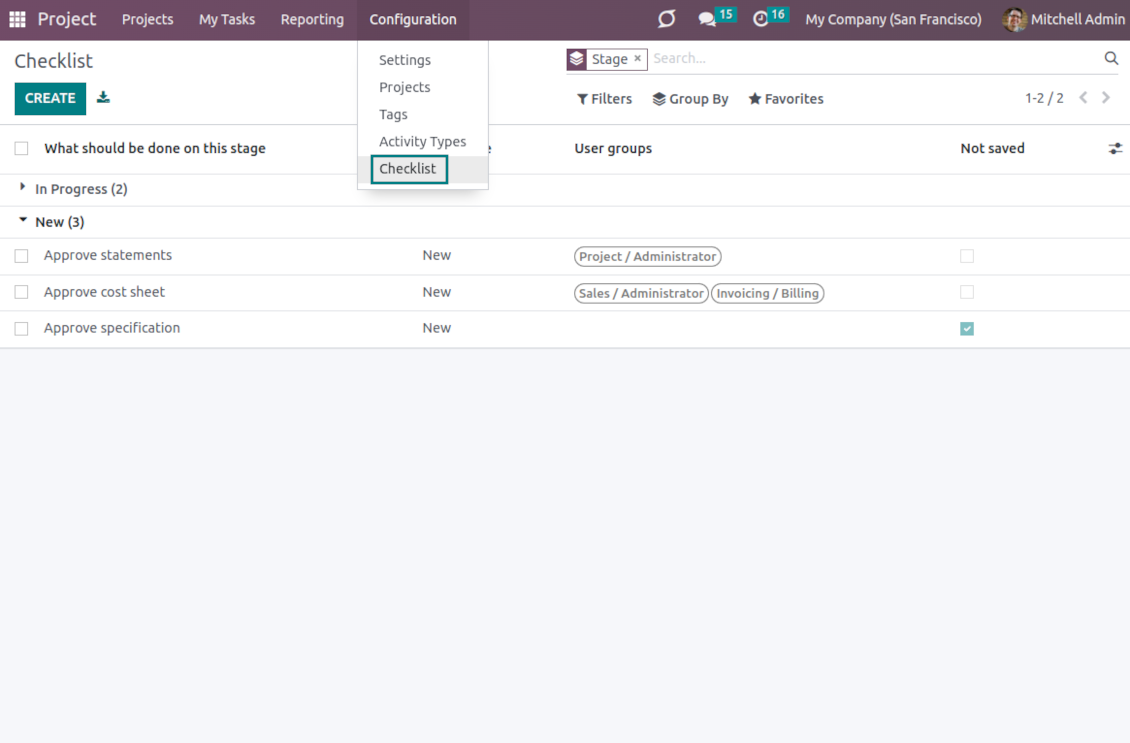 Project Projects My Tasks Reporting Configuration 15 16 My Company (San Francisco) Mitchell Admin
Checklist
Stage × Search...
CREATE
Filters Group By Favorites 1-2 / 2
Settings
Projects
Tags
Activity Types
Checklist
What should be done on this stage User groups Not saved
In Progress (2)
New (3)
Approve statements New Project / Administrator
Approve cost sheet New Sales / Administrator Invoicing / Billing
Approve specification New